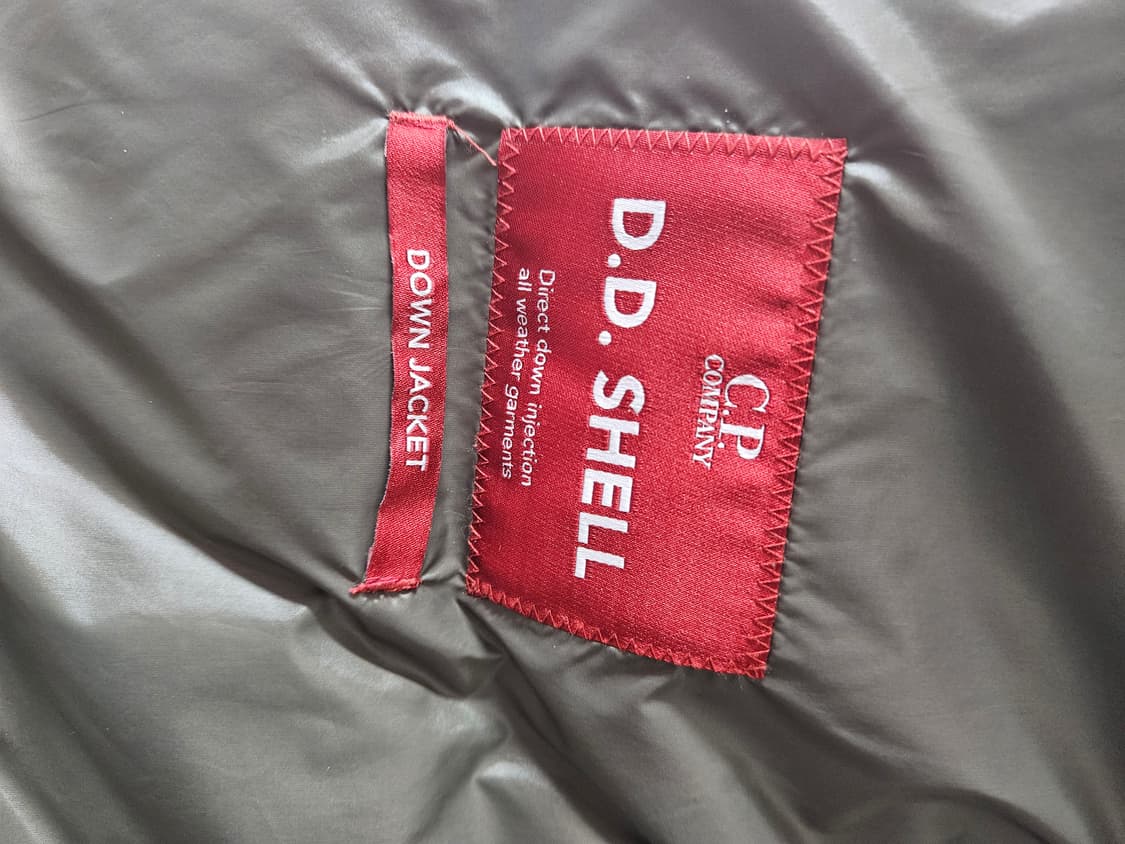 C.P.
COMPANY
D.D. SHELL
Direct down injection
all weather garments
DOWN JACKET